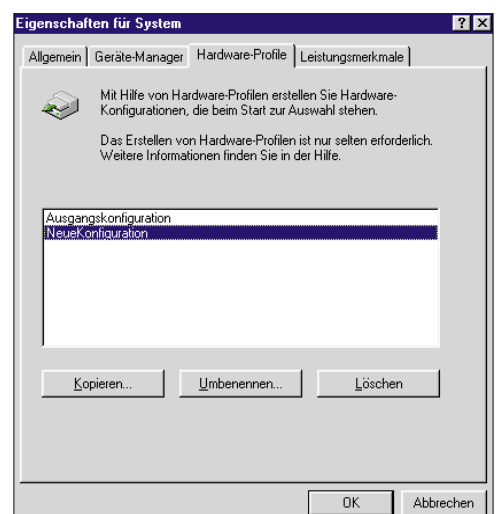 Eigenschaften für System
Allgemein
Geräte-Manager
Hardware-Profile
Leistungsmerkmale
Mit Hilfe von Hardware-Profilen erstellen Sie Hardware-
Konfigurationen, die beim Start zur Auswahl stehen.
Das Erstellen von Hardware-Profilen ist nur selten erforderlich.
Weitere Informationen finden Sie in der Hilfe.
Ausgangskonfiguration
NeueKonfiguration
Kopieren...
Umbenennen...
Löschen
OK
Abbrechen